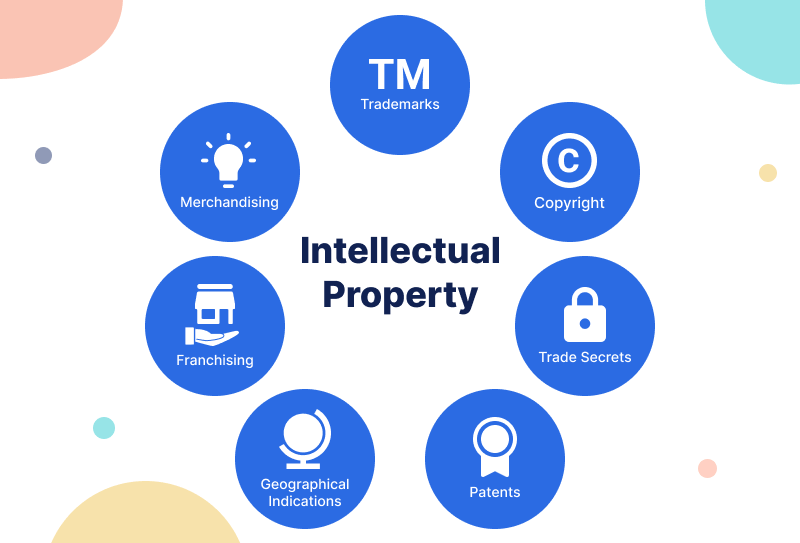 TM
Trademarks
Merchandising
C
Copyright
Intellectual
Property
Franchising
Trade Secrets
Geographical
Indications
Patents